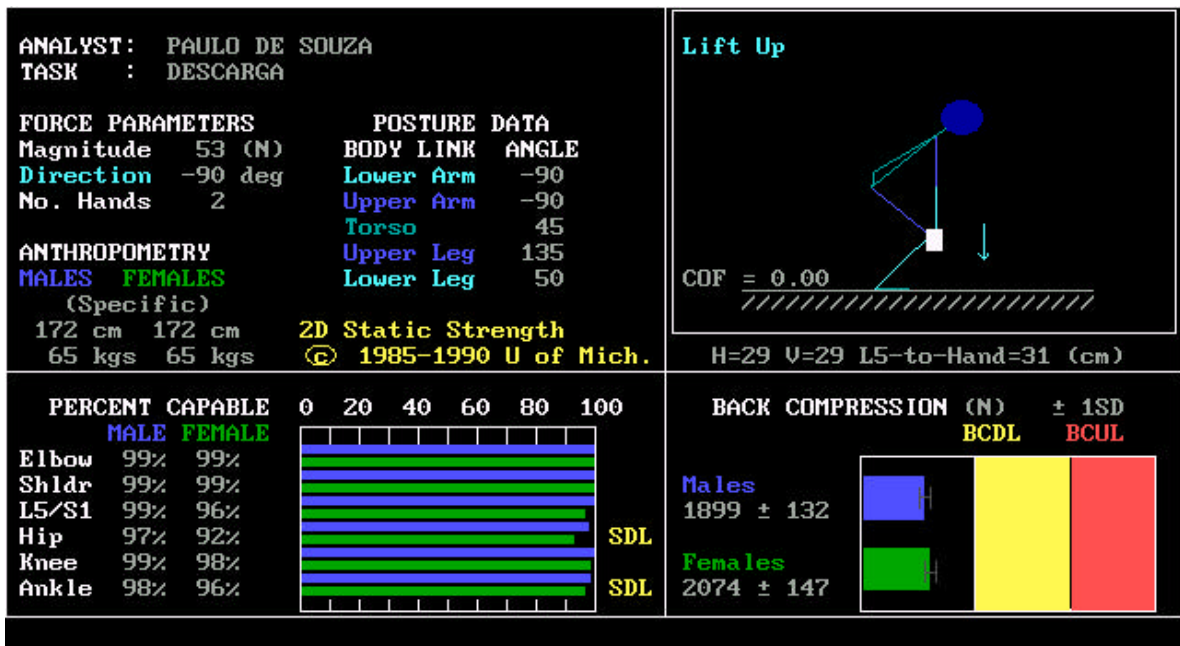 ANALYST: PAULO DE SOUZA
TASK : DESCARGA
FORCE PARAMETERS
Magnitude 53 (N)
Direction -90 deg
No. Hands 2
ANTHROPOMETRY
MALES FEMALES
(Specific)
172 cm 172 cm
65 kgs 65 kgs
POSTURE DATA
BODY LINK ANGLE
Lower Arm -90
Upper Arm -90
Torso 45
Upper Leg 135
Lower Leg 50
2D Static Strength
© 1985-1990 U of Mich.
Lift Up
COF = 0.00
H=29 V=29 L5-to-Hand=31 (cm)
PERCENT CAPABLE 0 20 40 60 80 100
MALE FEMALE
Elbow 99% 99%
Shldr 99% 99%
L5/S1 99% 96%
Hip 97% 92% SDL
Knee 99% 98%
Ankle 98% 96% SDL
BACK COMPRESSION (N) ± 1SD
BCDL BCUL
Males
1899 ± 132
Females
2074 ± 147